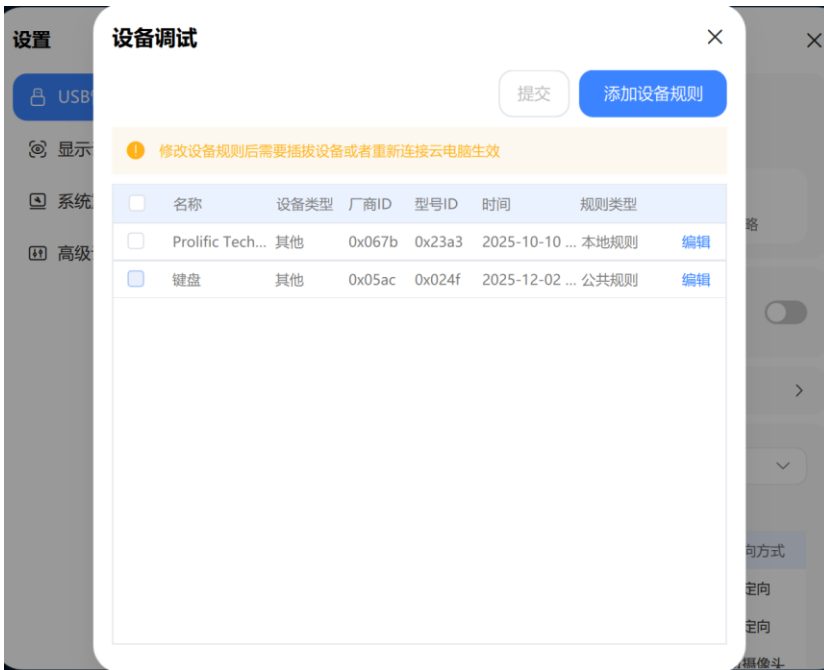 设置
设备调试
提交
添加设备规则
USB
显示
修改设备规则后需要插拔设备或者重新连接云电脑生效
系统
名称 设备类型 厂商ID 型号ID 时间 规则类型
略
高级
Prolific Tech... 其他 0x067b 0x23a3 2025-10-10 ... 本地规则 编辑
键盘 其他 0x05ac 0x024f 2025-12-02 ... 公共规则 编辑
向方式
定向
定向
摄像头